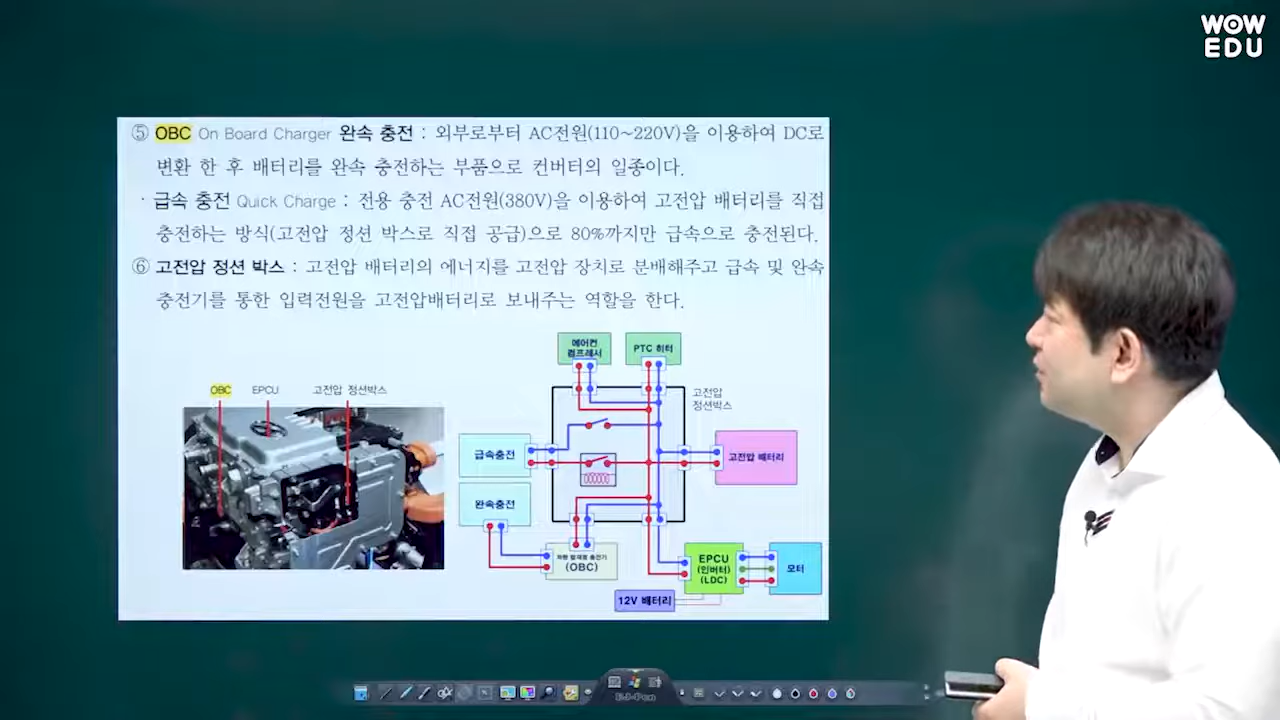 WOW
EDU
⑤ OBC On Board Charger 완속 충전 : 외부로부터 AC전원(110~220V)을 이용하여 DC로
변환 한 후 배터리를 완속 충전하는 부품으로 컨버터의 일종이다.
· 급속 충전 Quick Charge : 전용 충전 AC전원(380V)을 이용하여 고전압 배터리를 직접
충전하는 방식(고전압 정션 박스로 직접 공급)으로 80%까지만 급속으로 충전된다.
⑥ 고전압 정션 박스 : 고전압 배터리의 에너지를 고전압 장치로 분배해주고 급속 및 완속
충전기를 통한 입력전원을 고전압배터리로 보내주는 역할을 한다.
OBC EPCU 고전압 정션박스
에어컨
컴프레서
PTC 히터
고전압
정션박스
급속충전
고전압 배터리
완속충전
차량 탑재형 충전기
(OBC)
EPCU
(인버터)
(LDC)
모터
12V 배터리
EJ-Pen